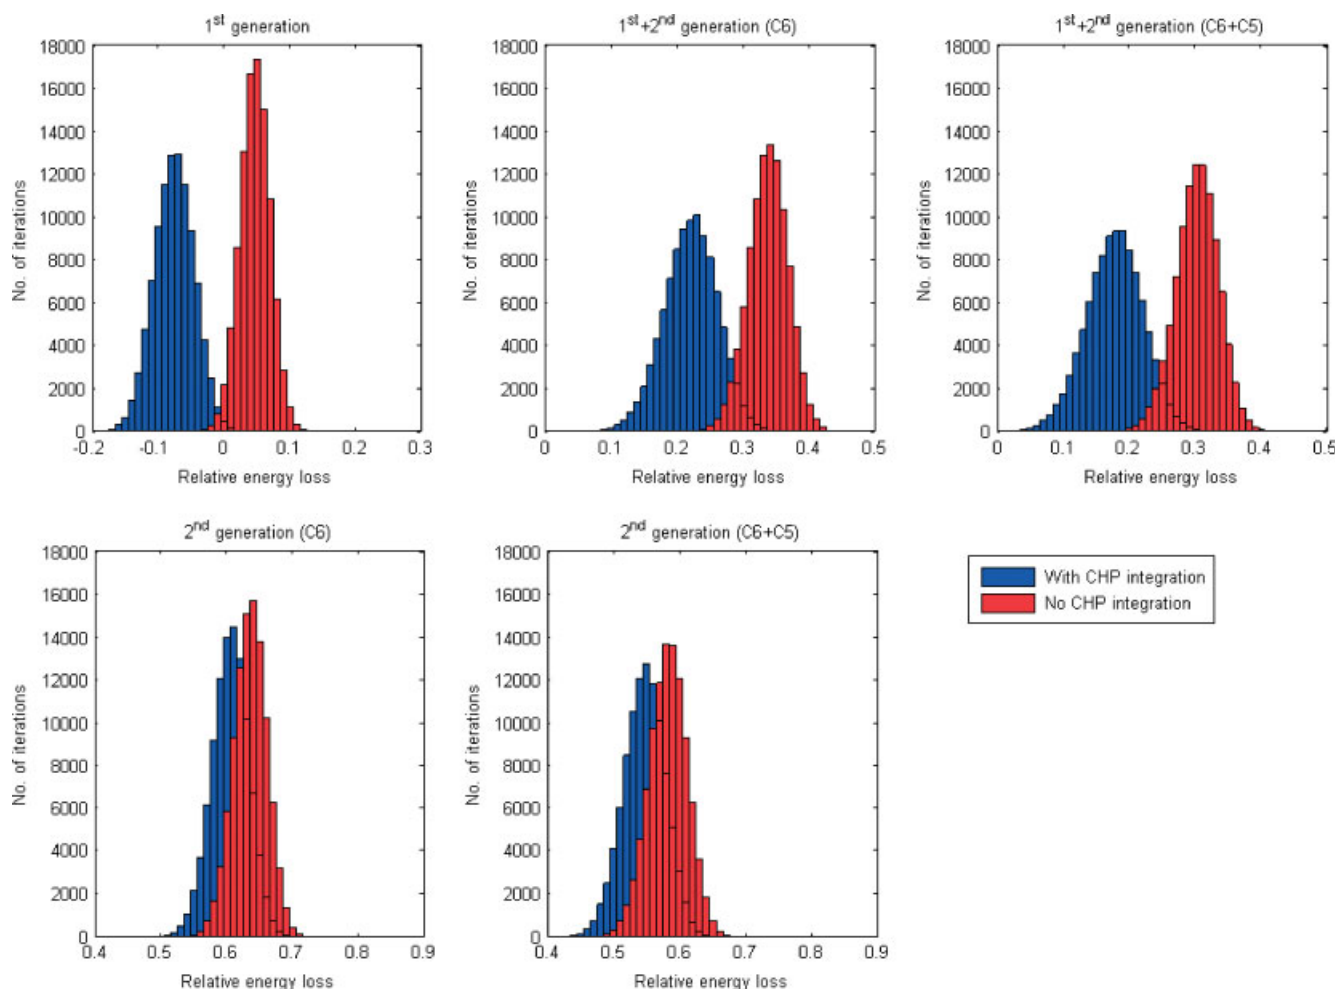 1st generation
18000
16000
14000
12000
10000
8000
6000
4000
2000
0
-0.2 -0.1 0 0.1 0.2 0.3
No. of iterations
Relative energy loss
1st+2nd generation (C6)
18000
16000
14000
12000
10000
8000
6000
4000
2000
0
0 0.1 0.2 0.3 0.4 0.5
No. of iterations
Relative energy loss
1st+2nd generation (C6+C5)
18000
16000
14000
12000
10000
8000
6000
4000
2000
0
0 0.1 0.2 0.3 0.4 0.5
No. of iterations
Relative energy loss
2nd generation (C6)
18000
16000
14000
12000
10000
8000
6000
4000
2000
0
0.4 0.5 0.6 0.7 0.8 0.9
No. of iterations
Relative energy loss
2nd generation (C6+C5)
18000
16000
14000
12000
10000
8000
6000
4000
2000
0
0.4 0.5 0.6 0.7 0.8 0.9
No. of iterations
Relative energy loss
With CHP integration
No CHP integration